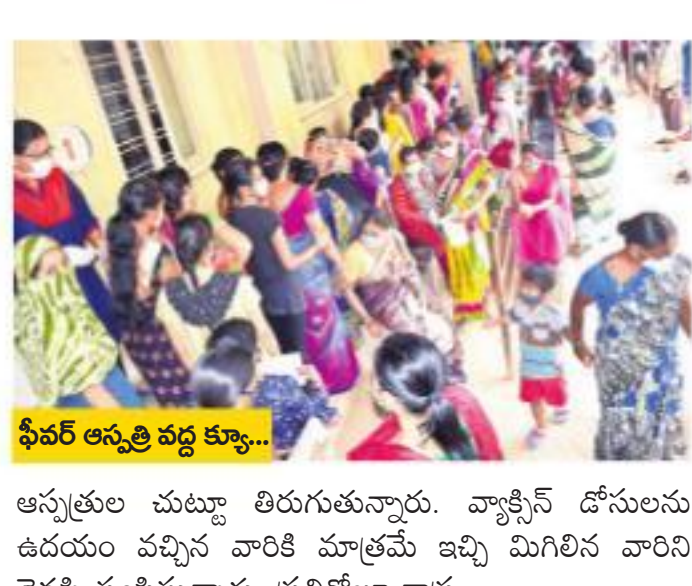 ఫీవర్ ఆస్పత్రి వద్ద క్యూ...
ఆస్పత్రుల చుట్టూ తిరుగుతున్నారు. వ్యాక్సిన్ డోసులను
ఉదయం వచ్చిన వారికి మాత్రమే ఇచ్చి మిగిలిన వారిని